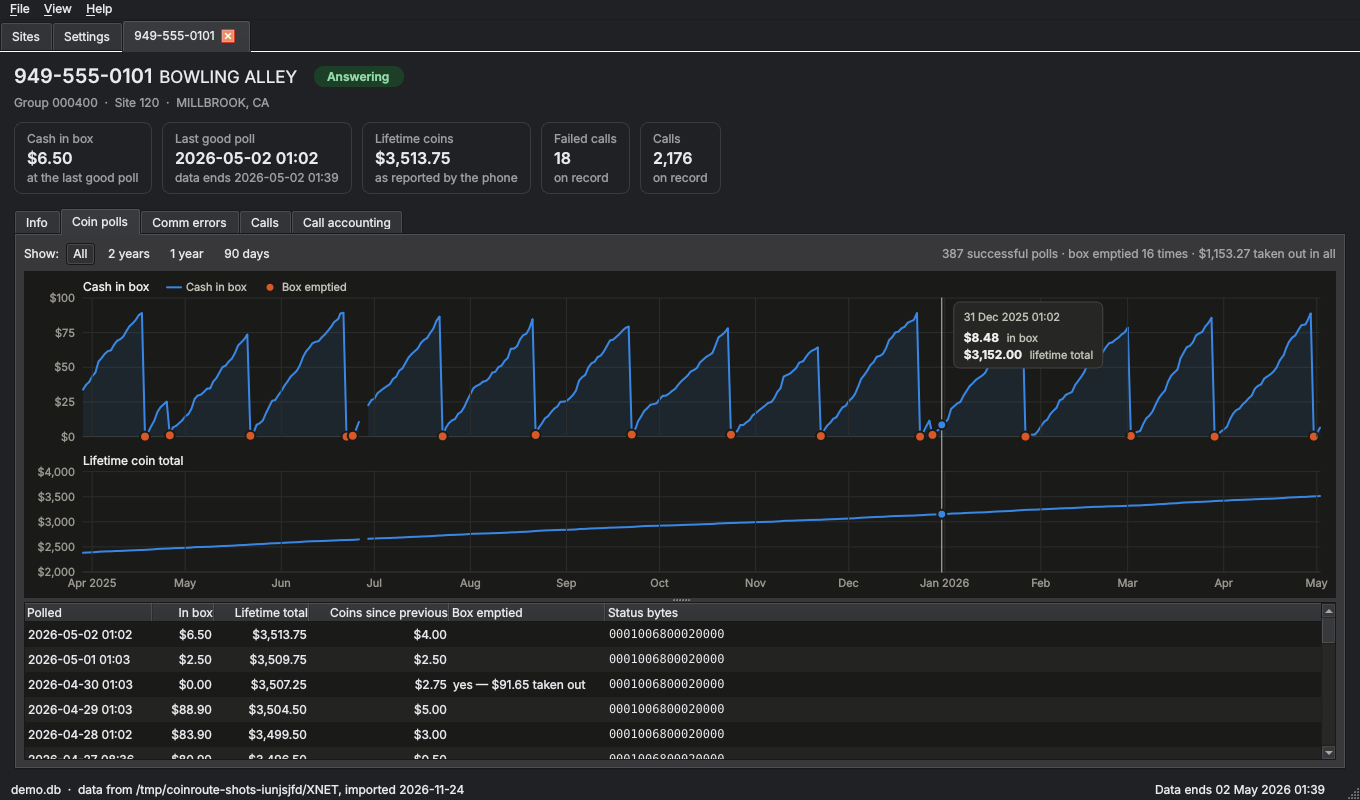 File View Help
Sites Settings 949-555-0101
949-555-0101 BOWLING ALLEY Answering
Group 000400 · Site 120 · MILLBROOK, CA
Cash in box Last good poll Lifetime coins Failed calls Calls
$6.50 2026-05-02 01:02 $3,513.75 18 2,176
at the last good poll data ends 2026-05-02 01:39 as reported by the phone on record on record
Info Coin polls Comm errors Calls Call accounting
Show: All 2 years 1 year 90 days 387 successful polls · box emptied 16 times · $1,153.27 taken out in all
Cash in box Cash in box Box emptied
$100
$75
$50
$25
$0
31 Dec 2025 01:02
$8.48 in box
$3,152.00 lifetime total
Lifetime coin total
$4,000
$3,500
$3,000
$2,500
$2,000
Apr 2025 May Jun Jul Aug Sep Oct Nov Dec Jan 2026 Feb Mar Apr May
Polled In box Lifetime total Coins since previous Box emptied Status bytes
2026-05-02 01:02 $6.50 $3,513.75 $4.00 0001006800020000
2026-05-01 01:03 $2.50 $3,509.75 $2.50 0001006800020000
2026-04-30 01:03 $0.00 $3,507.25 $2.75 yes — $91.65 taken out 0001006800020000
2026-04-29 01:03 $88.90 $3,504.50 $5.00 0001006800020000
2026-04-28 01:02 $83.90 $3,499.50 $3.00 0001006800020000
demo.db · data from /tmp/coinroute-shots-iunjsjfd/XNET, imported 2026-11-24 Data ends 02 May 2026 01:39